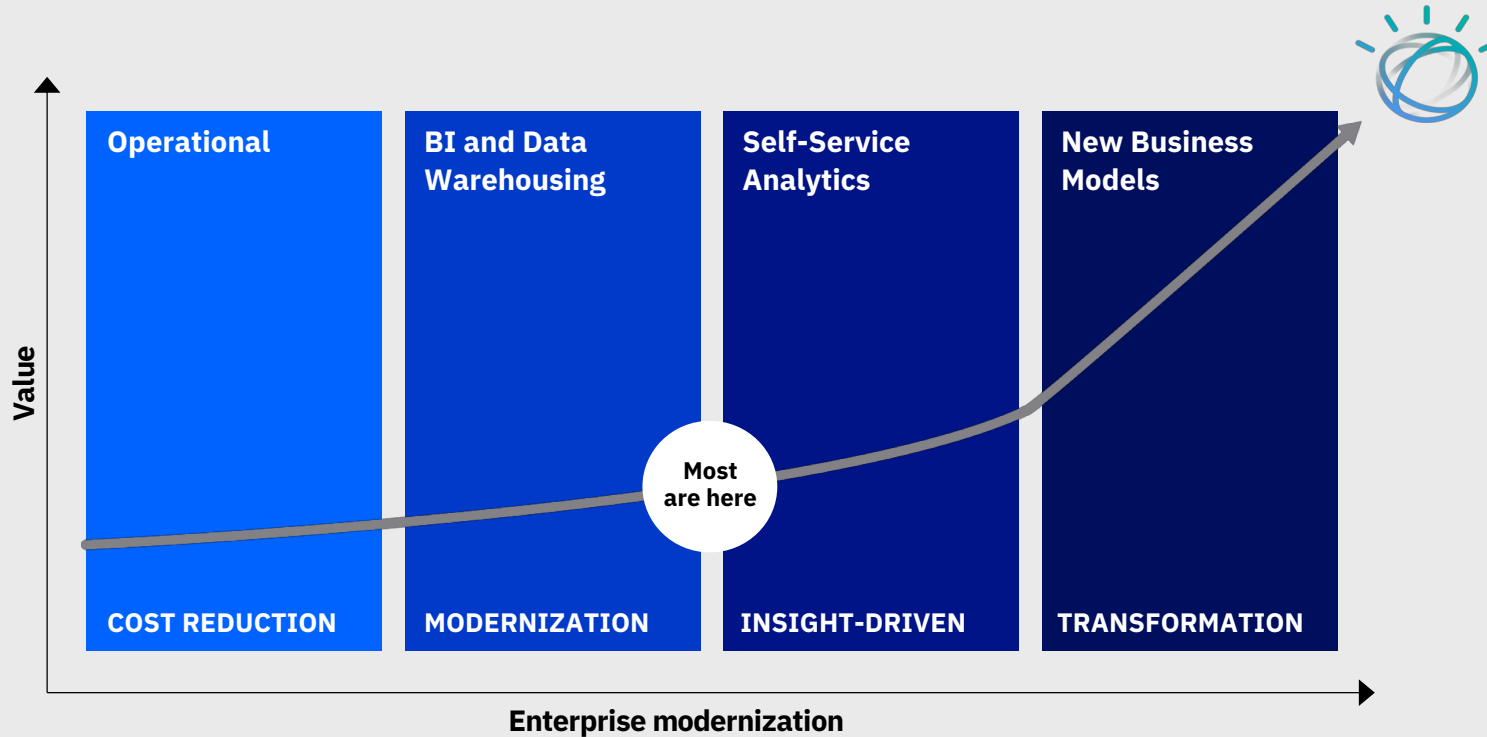 Operational
BI and Data
Warehousing
Self-Service
Analytics
New Business
Models
Value
Most
are here
COST REDUCTION
MODERNIZATION
INSIGHT-DRIVEN
TRANSFORMATION
Enterprise modernization